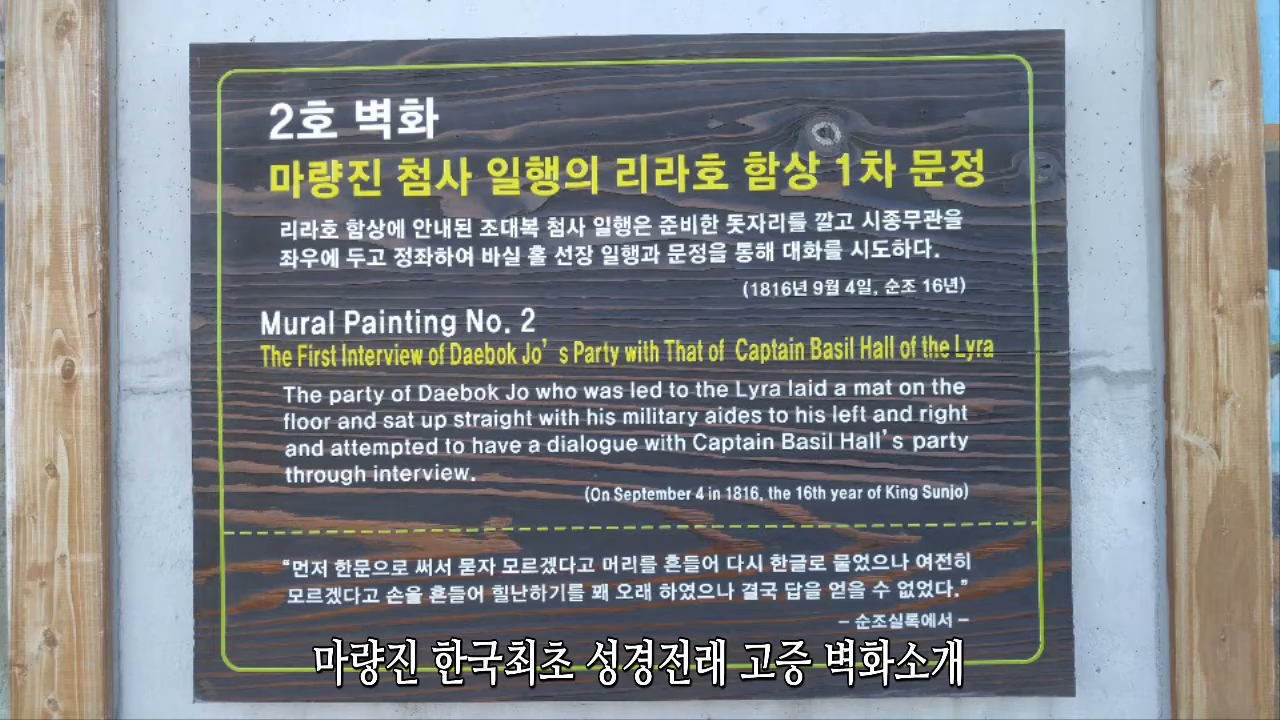 2호 벽화
마량진 첨사 일행의 리라호 함상 1차 문정
리라호 함상에 안내된 조대복 첨사 일행은 준비한 돗자리를 깔고 시종무관을
좌우에 두고 정좌하여 바실 홀 선장 일행과 문정을 통해 대화를 시도하다.
(1816년 9월 4일, 순조 16년)
Mural Painting No. 2
The First Interview of Daebok Jo's Party with That of Captain Basil Hall of the Lyra
The party of Daebok Jo who was led to the Lyra laid a mat on the
floor and sat up straight with his military aides to his left and right
and attempted to have a dialogue with Captain Basil Hall's party
through interview.
(On September 4 in 1816, the 16th year of King Sunjo)
"먼저 한문으로 써서 묻자 모르겠다고 머리를 흔들어 다시 한글로 물었으나 여전히
모르겠다고 손을 흔들어 힐난하기를 꽤 오래 하였으나 결국 답을 얻을 수 없었다."
– 순조실록에서 –
마량진 한국최초 성경전래 고증 벽화소개